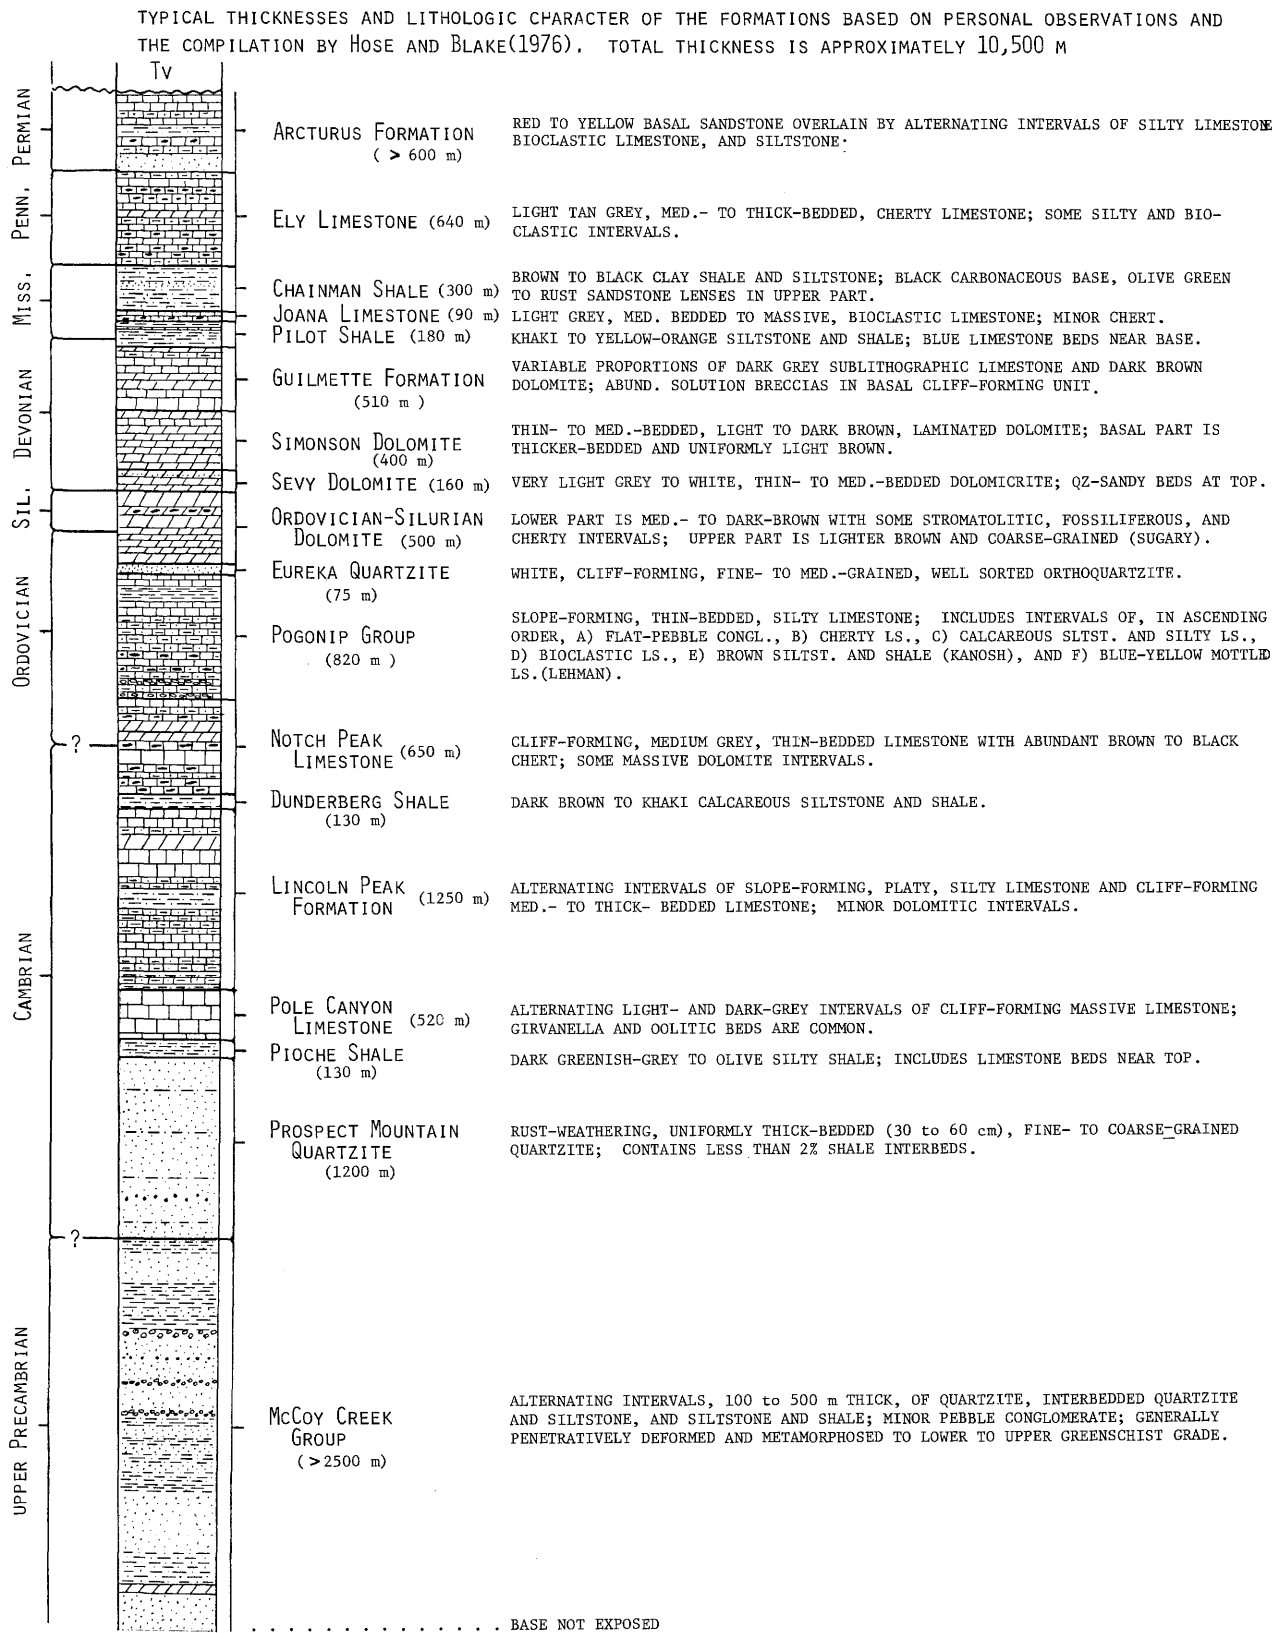 TYPICAL THICKNESSES AND LITHOLOGIC CHARACTER OF THE FORMATIONS BASED ON PERSONAL OBSERVATIONS AND
THE COMPILATION BY HOSE AND BLAKE(1976). TOTAL THICKNESS IS APPROXIMATELY 10,500 M
TV
PERMIAN
ARCTURUS FORMATION
( > 600 m)
RED TO YELLOW BASAL SANDSTONE OVERLAIN BY ALTERNATING INTERVALS OF SILTY LIMESTONE
BIOCLASTIC LIMESTONE, AND SILTSTONE.
PENN.
ELY LIMESTONE (640 m)
LIGHT TAN GREY, MED.- TO THICK-BEDDED, CHERTY LIMESTONE; SOME SILTY AND BIO-
CLASTIC INTERVALS.
MISS.
CHAINMAN SHALE (300 m)
BROWN TO BLACK CLAY SHALE AND SILTSTONE; BLACK CARBONACEOUS BASE, OLIVE GREEN
TO RUST SANDSTONE LENSES IN UPPER PART.
JOANA LIMESTONE (90 m)
LIGHT GREY, MED. BEDDED TO MASSIVE, BIOCLASTIC LIMESTONE; MINOR CHERT.
PILOT SHALE (180 m)
KHAKI TO YELLOW-ORANGE SILTSTONE AND SHALE; BLUE LIMESTONE BEDS NEAR BASE.
DEVONIAN
GUILMETTE FORMATION
(510 m )
VARIABLE PROPORTIONS OF DARK GREY SUBLITHOGRAPHIC LIMESTONE AND DARK BROWN
DOLOMITE; ABUND. SOLUTION BRECCIAS IN BASAL CLIFF-FORMING UNIT.
SIMONSON DOLOMITE
(400 m)
THIN- TO MED.-BEDDED, LIGHT TO DARK BROWN, LAMINATED DOLOMITE; BASAL PART IS
THICKER-BEDDED AND UNIFORMLY LIGHT BROWN.
SEVY DOLOMITE (160 m)
VERY LIGHT GREY TO WHITE, THIN- TO MED.-BEDDED DOLOMICRITE; QZ-SANDY BEDS AT TOP.
SIL.
ORDOVICIAN-SILURIAN
DOLOMITE (500 m)
LOWER PART IS MED.- TO DARK-BROWN WITH SOME STROMATOLITIC, FOSSILIFEROUS, AND
CHERTY INTERVALS; UPPER PART IS LIGHTER BROWN AND COARSE-GRAINED (SUGARY).
EUREKA QUARTZITE
(75 m)
WHITE, CLIFF-FORMING, FINE- TO MED.-GRAINED, WELL SORTED ORTHOQUARTZITE.
ORDOVICIAN
POGONIP GROUP
(820 m )
SLOPE-FORMING, THIN-BEDDED, SILTY LIMESTONE; INCLUDES INTERVALS OF, IN ASCENDING
ORDER, A) FLAT-PEBBLE CONGL., B) CHERTY LS., C) CALCAREOUS SLTST. AND SILTY LS.,
D) BIOCLASTIC LS., E) BROWN SILTST. AND SHALE (KANOSH), AND F) BLUE-YELLOW MOTTLED
LS.(LEHMAN).
?
NOTCH PEAK
LIMESTONE (650 m)
CLIFF-FORMING, MEDIUM GREY, THIN-BEDDED LIMESTONE WITH ABUNDANT BROWN TO BLACK
CHERT; SOME MASSIVE DOLOMITE INTERVALS.
DUNDERBERG SHALE
(130 m)
DARK BROWN TO KHAKI CALCAREOUS SILTSTONE AND SHALE.
CAMBRIAN
LINCOLN PEAK
FORMATION (1250 m)
ALTERNATING INTERVALS OF SLOPE-FORMING, PLATY, SILTY LIMESTONE AND CLIFF-FORMING
MED.- TO THICK- BEDDED LIMESTONE; MINOR DOLOMITIC INTERVALS.
POLE CANYON
LIMESTONE (520 m)
ALTERNATING LIGHT- AND DARK-GREY INTERVALS OF CLIFF-FORMING MASSIVE LIMESTONE;
GIRVANELLA AND OOLITIC BEDS ARE COMMON.
PIOCHE SHALE
(130 m)
DARK GREENISH-GREY TO OLIVE SILTY SHALE; INCLUDES LIMESTONE BEDS NEAR TOP.
PROSPECT MOUNTAIN
QUARTZITE
(1200 m)
RUST-WEATHERING, UNIFORMLY THICK-BEDDED (30 to 60 cm), FINE- TO COARSE-GRAINED
QUARTZITE; CONTAINS LESS THAN 2% SHALE INTERBEDS.
?
UPPER PRECAMBRIAN
MCCOY CREEK
GROUP
( >2500 m)
ALTERNATING INTERVALS, 100 to 500 m THICK, OF QUARTZITE, INTERBEDDED QUARTZITE
AND SILTSTONE, AND SILTSTONE AND SHALE; MINOR PEBBLE CONGLOMERATE; GENERALLY
PENETRATIVELY DEFORMED AND METAMORPHOSED TO LOWER TO UPPER GREENSCHIST GRADE.
. . . . . . . . . . . . . . BASE NOT EXPOSED